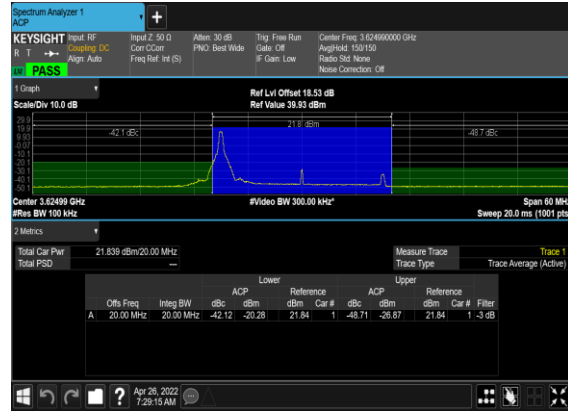 Spectrum Analyzer 1
ACP
KEYSIGHT
R T
PASS
Input: RF
Coupling: DC
Align: Auto
Input Z: 50 Ω
Corr CCorr
Freq Ref: Int (S)
Atten: 30 dB
PNO: Best Wide
Trig: Free Run
Gate: Off
IF Gain: Low
Center Freq: 3.624990000 GHz
Avg|Hold: 150/150
Radio Std: None
Noise Correction: Off
1 Graph
Scale/Div 10.0 dB
Ref Lvl Offset 18.53 dB
Ref Value 39.93 dBm
29.9
19.9
9.93
-0.07
-10.1
-20.1
-30.1
-40.1
-50.1
-42.1 dBc
21.8 dBm
-48.7 dBc
Center 3.62499 GHz
#Res BW 100 kHz
#Video BW 300.00 kHz*
Span 60 MHz
Sweep 20.0 ms (1001 pts
2 Metrics
Total Car Pwr 21.839 dBm/20.00 MHz
Total PSD ---
Measure Trace Trace 1
Trace Type Trace Average (Active)
Lower Upper
ACP Reference ACP Reference
Offs Freq Integ BW dBc dBm dBm Car # dBc dBm dBm Car # Filter
A 20.00 MHz 20.00 MHz -42.12 -20.28 21.84 1 -48.71 -26.87 21.84 1 -3 dB
?
Apr 26, 2022
7:29:15 AM